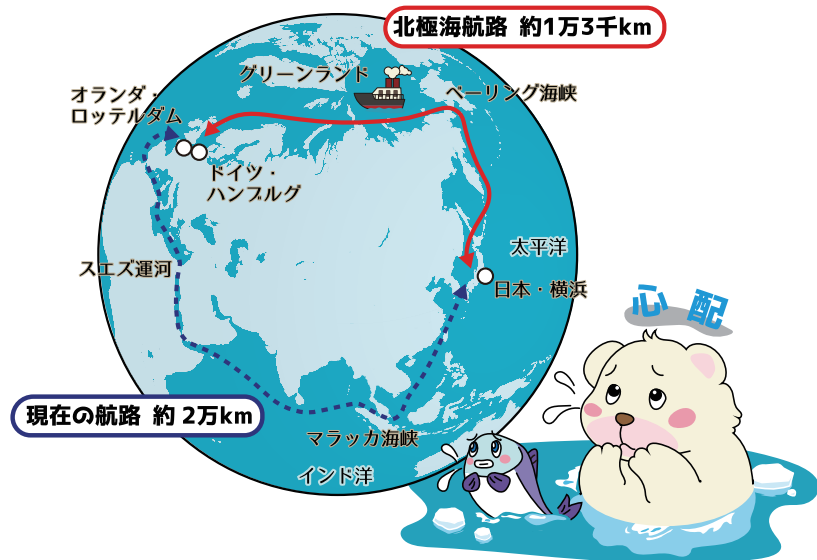 北極海航路 約1万3千km
グリーンランド
ベーリング海峡
オランダ・
ロッテルダム
ドイツ・
ハンブルグ
太平洋
スエズ運河
日本・横浜
心配
現在の航路 約 2万km
マラッカ海峡
インド洋